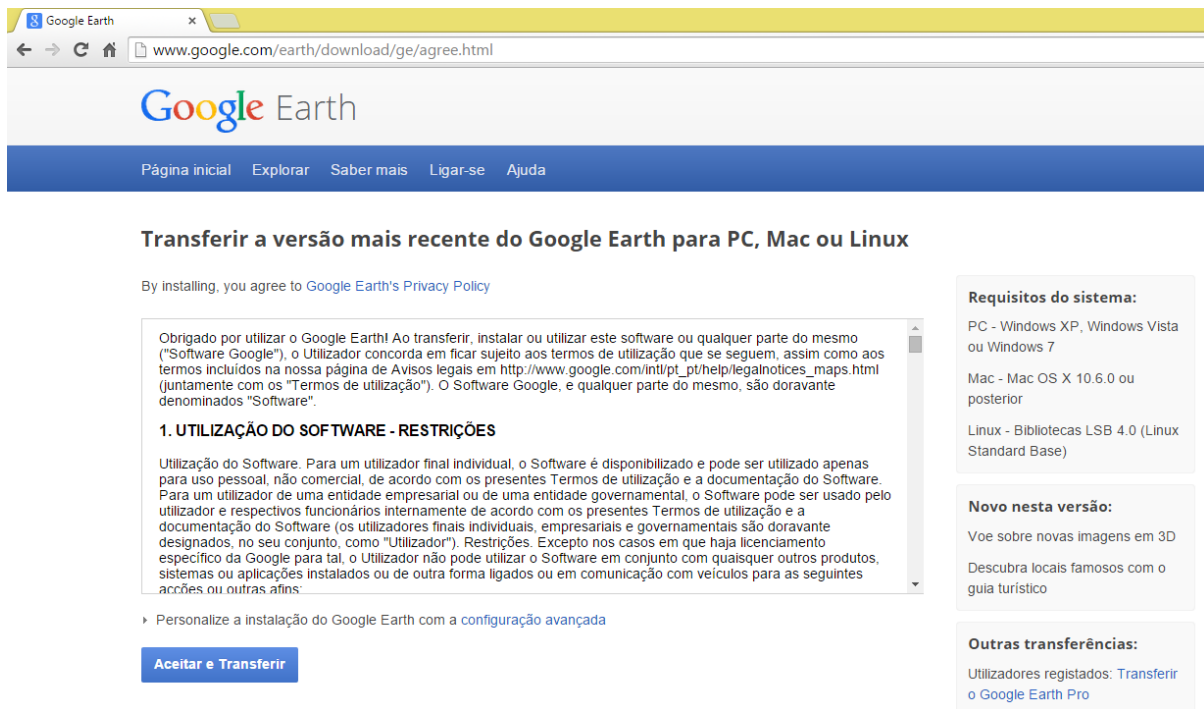 Google Earth
www.google.com/earth/download/ge/agree.html
Google Earth
Página inicial Explorar Saber mais Ligar-se Ajuda
Transferir a versão mais recente do Google Earth para PC, Mac ou Linux
By installing, you agree to Google Earth's Privacy Policy
Obrigado por utilizar o Google Earth! Ao transferir, instalar ou utilizar este software ou qualquer parte do mesmo
("Software Google"), o Utilizador concorda em ficar sujeito aos termos de utilização que se seguem, assim como aos
termos incluídos na nossa página de Avisos legais em http://www.google.com/intl/pt_pt/help/legalnotices_maps.html
(juntamente com os "Termos de utilização"). O Software Google, e qualquer parte do mesmo, são doravante
denominados "Software".
1. UTILIZAÇÃO DO SOFTWARE - RESTRIÇÕES
Utilização do Software. Para um utilizador final individual, o Software é disponibilizado e pode ser utilizado apenas
para uso pessoal, não comercial, de acordo com os presentes Termos de utilização e a documentação do Software.
Para um utilizador de uma entidade empresarial ou de uma entidade governamental, o Software pode ser usado pelo
utilizador e respectivos funcionários internamente de acordo com os presentes Termos de utilização e a
documentação do Software (os utilizadores finais individuais, empresariais e governamentais são doravante
designados, no seu conjunto, como "Utilizador"). Restrições. Excepto nos casos em que haja licenciamento
específico da Google para tal, o Utilizador não pode utilizar o Software em conjunto com quaisquer outros produtos,
sistemas ou aplicações instalados ou de outra forma ligados ou em comunicação com veículos para as seguintes
acções ou outras afins:
Personalize a instalação do Google Earth com a configuração avançada
Aceitar e Transferir
Requisitos do sistema:
PC - Windows XP, Windows Vista
ou Windows 7
Mac - Mac OS X 10.6.0 ou
posterior
Linux - Bibliotecas LSB 4.0 (Linux
Standard Base)
Novo nesta versão:
Voe sobre novas imagens em 3D
Descubra locais famosos com o
guia turístico
Outras transferências:
Utilizadores registados: Transferir
o Google Earth Pro